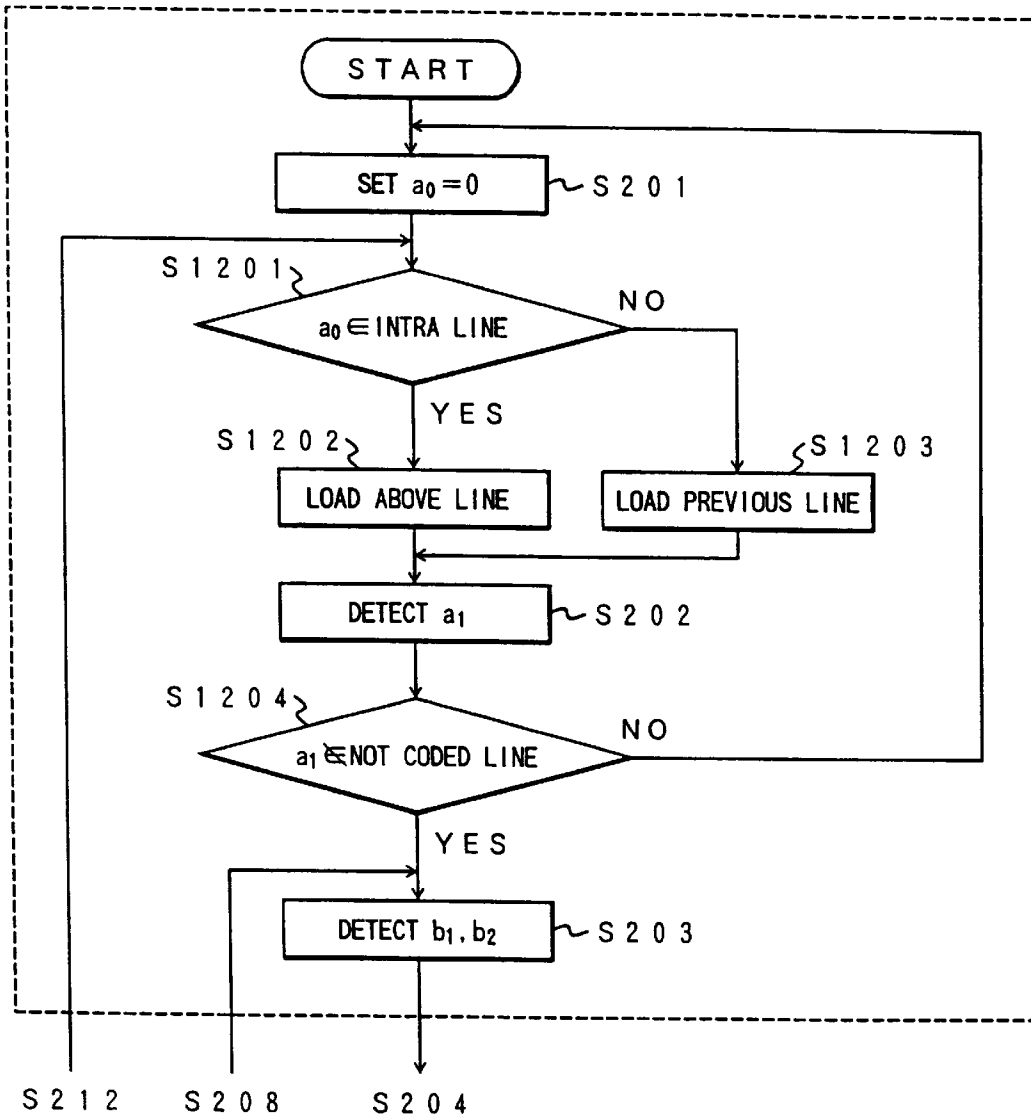 START
SET a₀=0
S201
S1201
a₀∈INTRA LINE
NO
YES
S1202
LOAD ABOVE LINE
S1203
LOAD PREVIOUS LINE
DETECT a₁
S202
S1204
a₁∉NOT CODED LINE
NO
YES
DETECT b₁,b₂
S203
S212
S208
S204